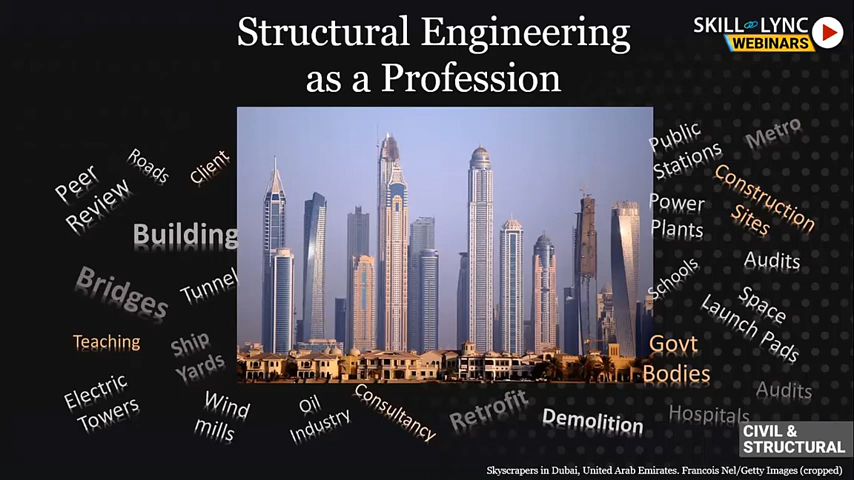 Structural Engineering
as a Profession
SKILL LYNC
WEBINARS
Peer
Review
Roads
Client
Building
Bridges
Tunnel
Teaching
Ship
Yards
Electric
Towers
Wind
mills
Oil
Industry
Consultancy
Retrofit
Demolition
Public
Stations
Metro
Power
Plants
Construction
Sites
Schools
Audits
Space
Launch Pads
Govt
Bodies
Audits
Hospitals
CIVIL &
STRUCTURAL
Skyscrapers in Dubai, United Arab Emirates. Francois Nel/Getty Images (cropped)